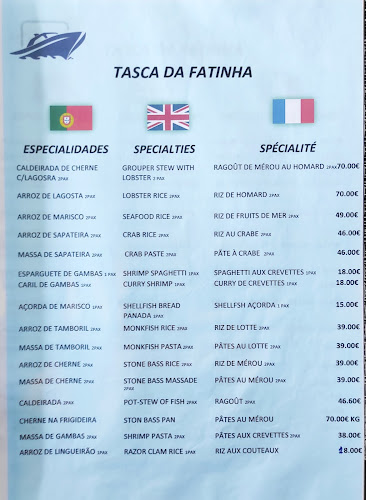 TASCA DA FATINHA
ESPECIALIDADES SPECIALTIES SPÉCIALITÉ
CALDEIRADA DE CHERNE GROUPER STEW WITH RAGOÛT DE MÉROU AU HOMARD 2PAX 70.00€
C/LAGOSRA 2PAX LOBSTER 2 PAX
ARROZ DE LAGOSTA 2PAX LOBSTER RICE 2PAX RIZ DE HOMARD 2PAX 70.00€
ARROZ DE MARISCO 2PAX SEAFOOD RICE 2PAX RIZ DE FRUITS DE MER 2PAX 49.00€
ARROZ DE SAPATEIRA 2PAX CRAB RICE 2PAX RIZ AU CRABE 2PAX 46.00€
MASSA DE SAPATEIRA 2PAX CRAB PASTE 2PAX PÂTE À CRABE 2PAX 46.00€
ESPARGUETE DE GAMBAS 1 PAX SHRIMP SPAGHETTI 1PAX SPAGHETTI AUX CREVETTES 1PAX 18.00€
CARIL DE GAMBAS 1PAX CURRY SHRIMP 1PAX CURRY DE CREVETTES 1PAX 18.00€
AÇORDA DE MARISCO 1PAX SHELLFISH BREAD SHELLFSH AÇORDA 1 PAX 15.00€
PANADA 1PAX
ARROZ DE TAMBORIL 2PAX MONKFISH RICE 2PAX RIZ DE LOTTE 2PAX 39.00€
MASSA DE TAMBORIL 2PAX MONKFISH PASTA 2PAX PÂTES AU LOTTE 2PAX 39.00€
ARROZ DE CHERNE 2PAX STONE BASS RICE 2PAX RIZ DE MÉROU 2PAX 39.00€
MASSA DE CHERNE 2PAX STONE BASS MASSADE PÂTES AU MÉROU 2PAX 39.00€
2PAX
CALDEIRADA 2PAX POT-STEW OF FISH 2PAX RAGOÛT 2PAX 46.60€
CHERNE NA FRIGIDEIRA STON BASS PAN PÂTES AU MÉROU 70.00€ KG
MASSA DE GAMBAS 2PAX SHRIMP PASTA 2PAX PÂTES AUX CREVETTES 2PAX 38.00€
ARROZ DE LINGUEIRÃO 1PAX RAZOR CLAM RICE 1PAX RIZ AUX COUTEAUX 18.00€